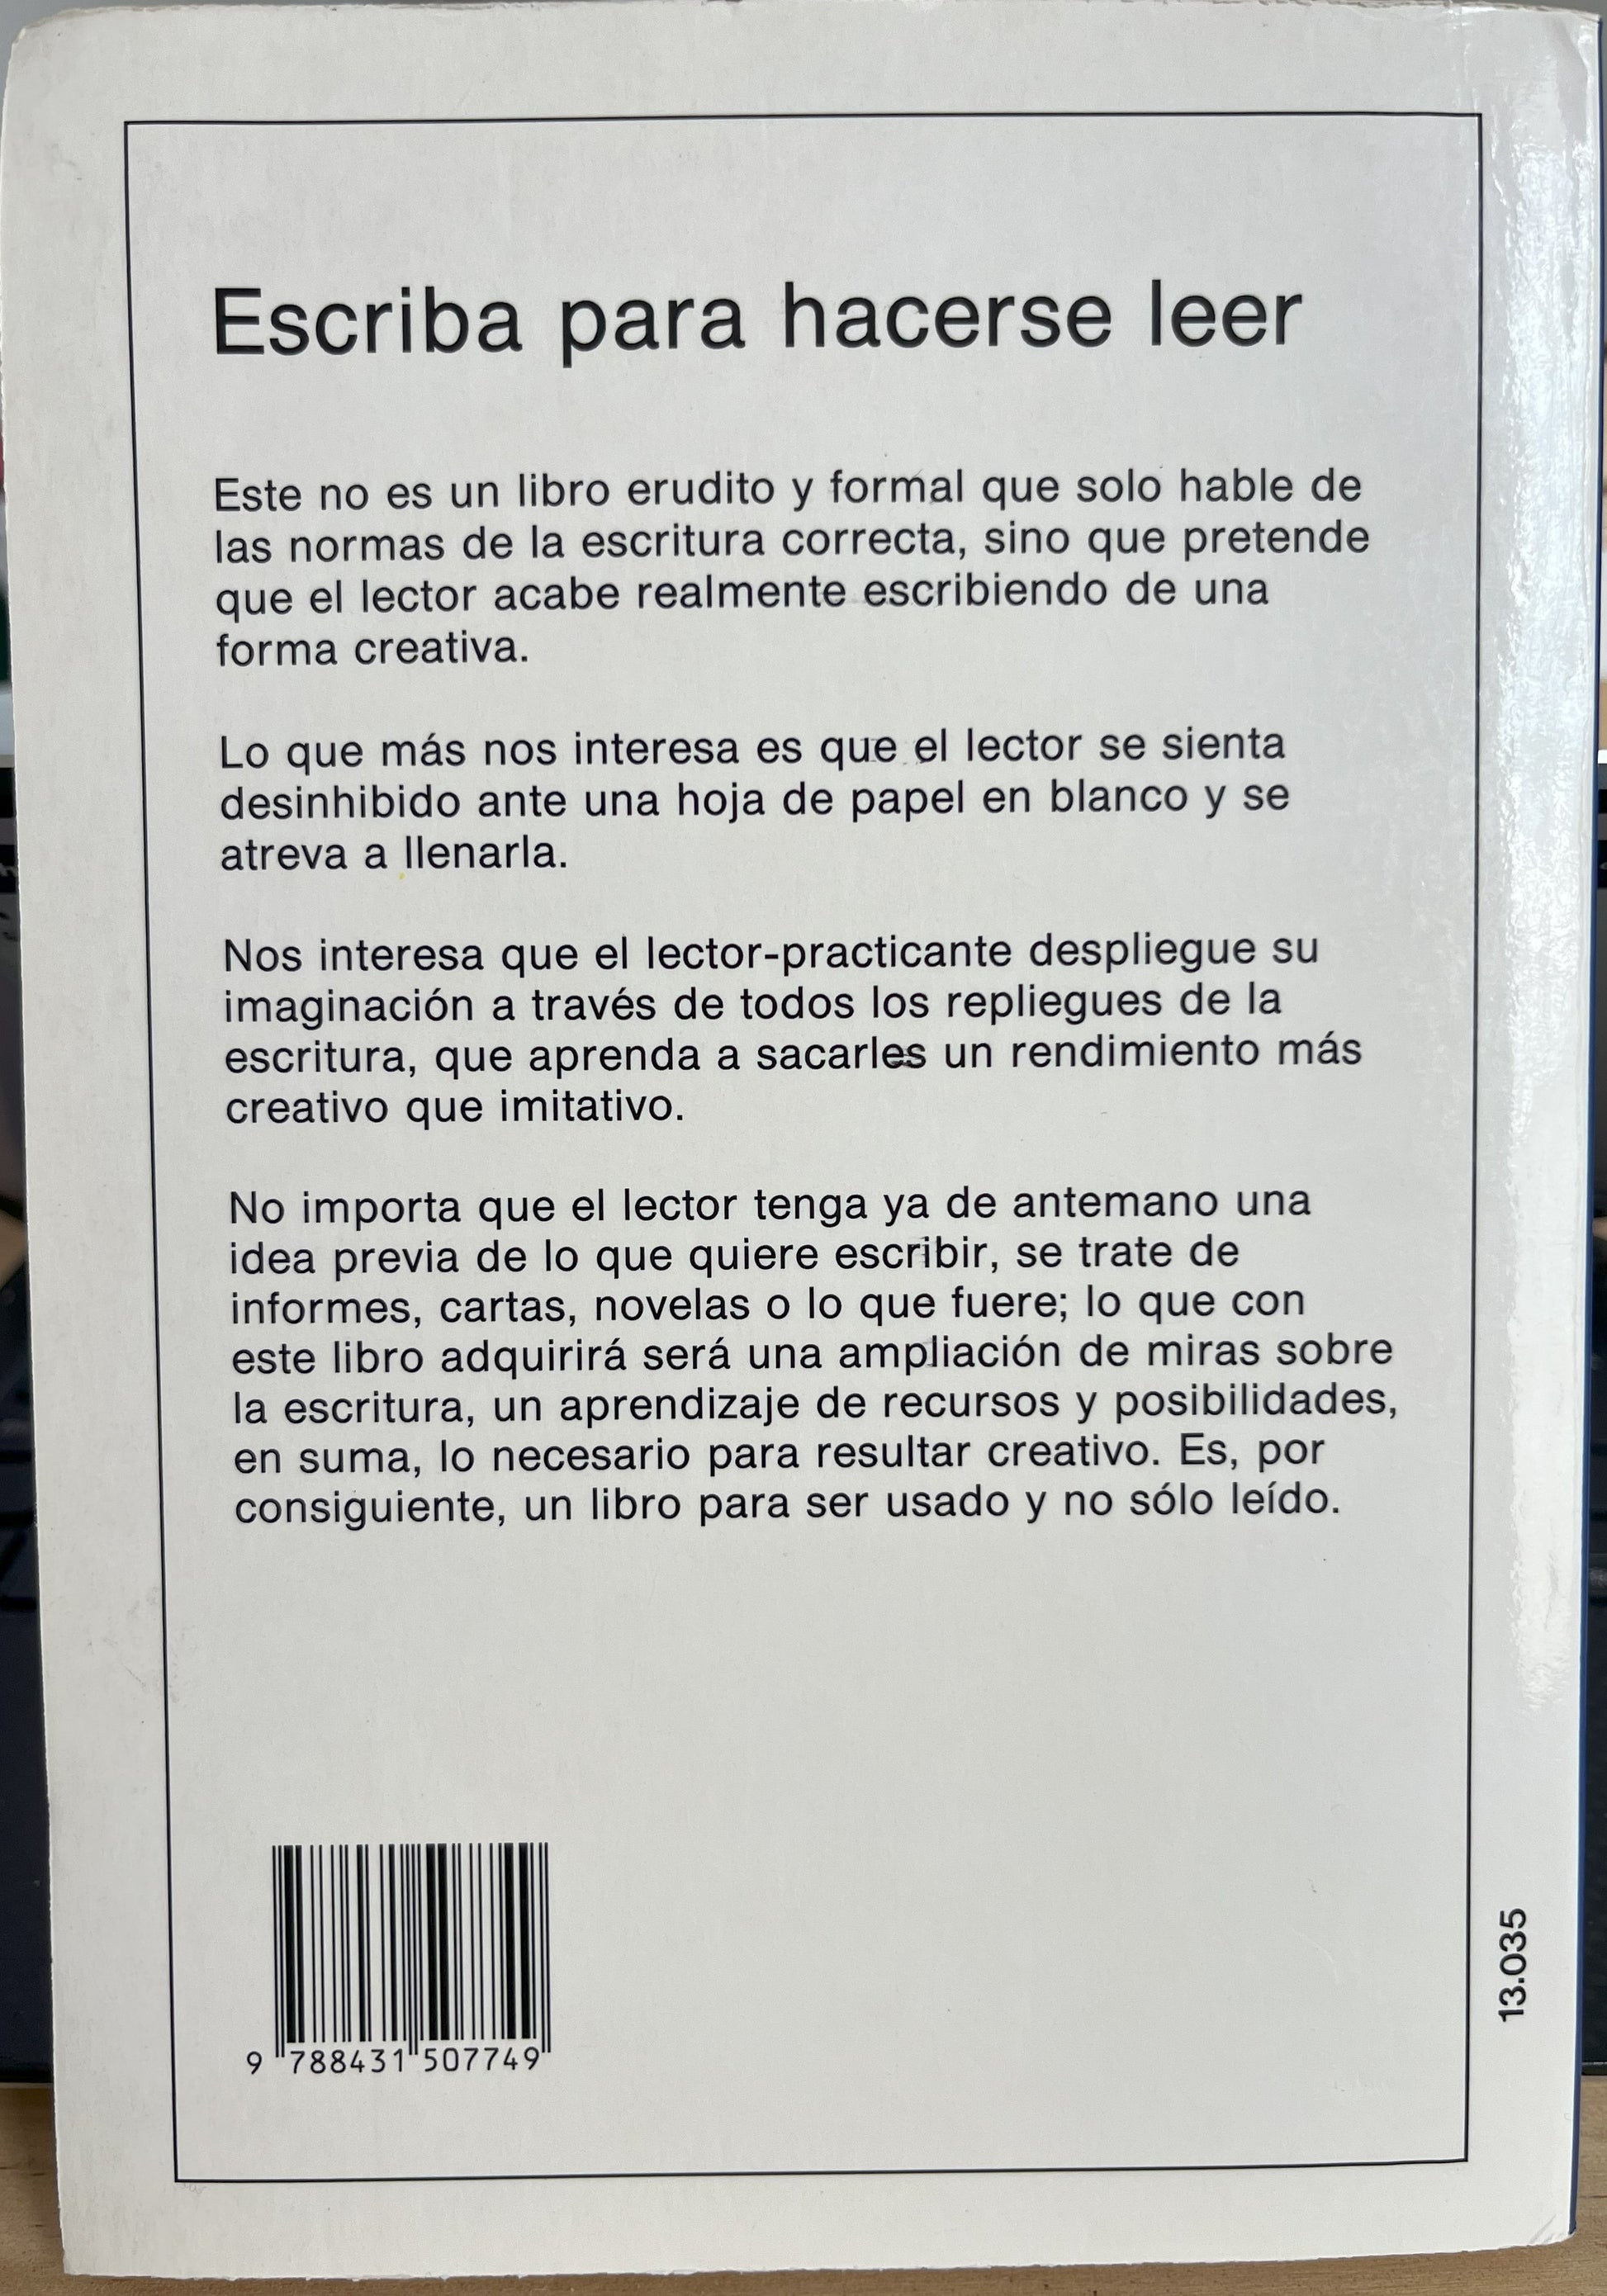 Escriba para hacerse leer
Este no es un libro erudito y formal que solo hable de
las normas de la escritura correcta, sino que pretende
que el lector acabe realmente escribiendo de una
forma creativa.
Lo que más nos interesa es que el lector se sienta
desinhibido ante una hoja de papel en blanco y se
atreva a llenarla.
Nos interesa que el lector-practicante despliegue su
imaginación a través de todos los repliegues de la
escritura, que aprenda a sacarles un rendimiento más
creativo que imitativo.
No importa que el lector tenga ya de antemano una
idea previa de lo que quiere escribir, se trate de
informes, cartas, novelas o lo que fuere; lo que con
este libro adquirirá será una ampliación de miras sobre
la escritura, un aprendizaje de recursos y posibilidades,
en suma, lo necesario para resultar creativo. Es, por
consiguiente, un libro para ser usado y no sólo leído.
9 788431 507749
13.035